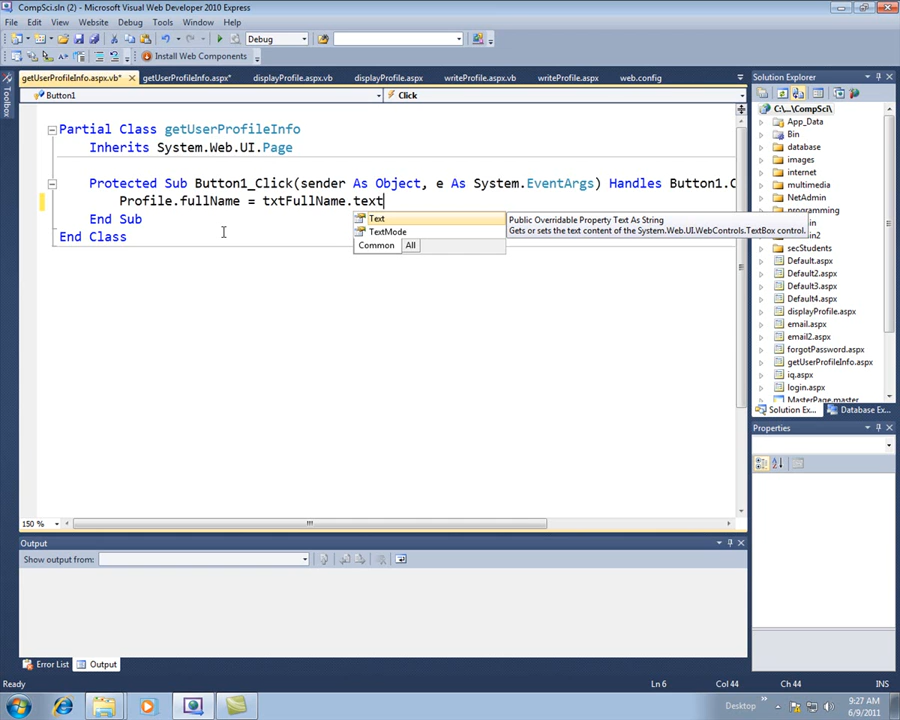 CompSci.sln (2) - Microsoft Visual Web Developer 2010 Express
File Edit View Website Debug Tools Window Help
Debug
Install Web Components
getUserProfileInfo.aspx.vb* getUserProfileInfo.aspx* displayProfile.aspx.vb displayProfile.aspx writeProfile.aspx.vb writeProfile.aspx web.config
Toolbox
Button1 Click
Partial Class getUserProfileInfo
Inherits System.Web.UI.Page
Protected Sub Button1_Click(sender As Object, e As System.EventArgs) Handles Button1.C
Profile.fullName = txtFullName.text
End Sub
End Class
Text
TextMode
Common All
Public Overridable Property Text As String
Gets or sets the text content of the System.Web.UI.WebControls.TextBox control.
150 %
Solution Explorer
C:\...\CompSci\
App_Data
Bin
database
images
internet
multimedia
NetAdmin
programming
secStudents
Default2.aspx
Default3.aspx
Default4.aspx
displayProfile.aspx
email.aspx
email2.aspx
forgotPassword.aspx
getUserProfileInfo.aspx
iq.aspx
login.aspx
MasterPage.master
Solution Ex... Database Ex...
Properties
Output
Show output from:
Error List Output
Ln 6 Col 44 Ch 44 INS
Desktop 9:27 AM
6/9/2011